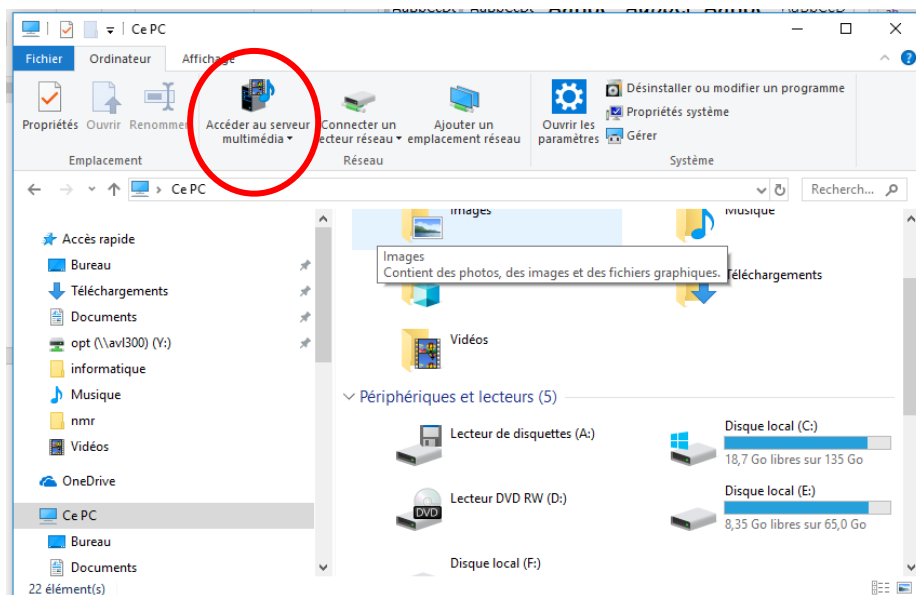 Ce PC
Fichier
Ordinateur
Affichage
Propriétés
Ouvrir
Renommer
Accéder au serveur
multimédia
Connecter un
lecteur réseau
Ajouter un
emplacement réseau
Ouvrir les
paramètres
Désinstaller ou modifier un programme
Propriétés système
Gérer
Emplacement
Réseau
Système
Ce PC
Recherch...
Accès rapide
Bureau
Téléchargements
Documents
opt (\\avl300) (Y:)
informatique
Musique
nmr
Vidéos
OneDrive
Ce PC
Bureau
Documents
Images
Musique
Images
Contient des photos, des images et des fichiers graphiques.
Téléchargements
Vidéos
Périphériques et lecteurs (5)
Lecteur de disquettes (A:)
Disque local (C:)
18,7 Go libres sur 135 Go
Lecteur DVD RW (D:)
DVD
Disque local (E:)
8,35 Go libres sur 65,0 Go
Disque local (F:)
22 élément(s)